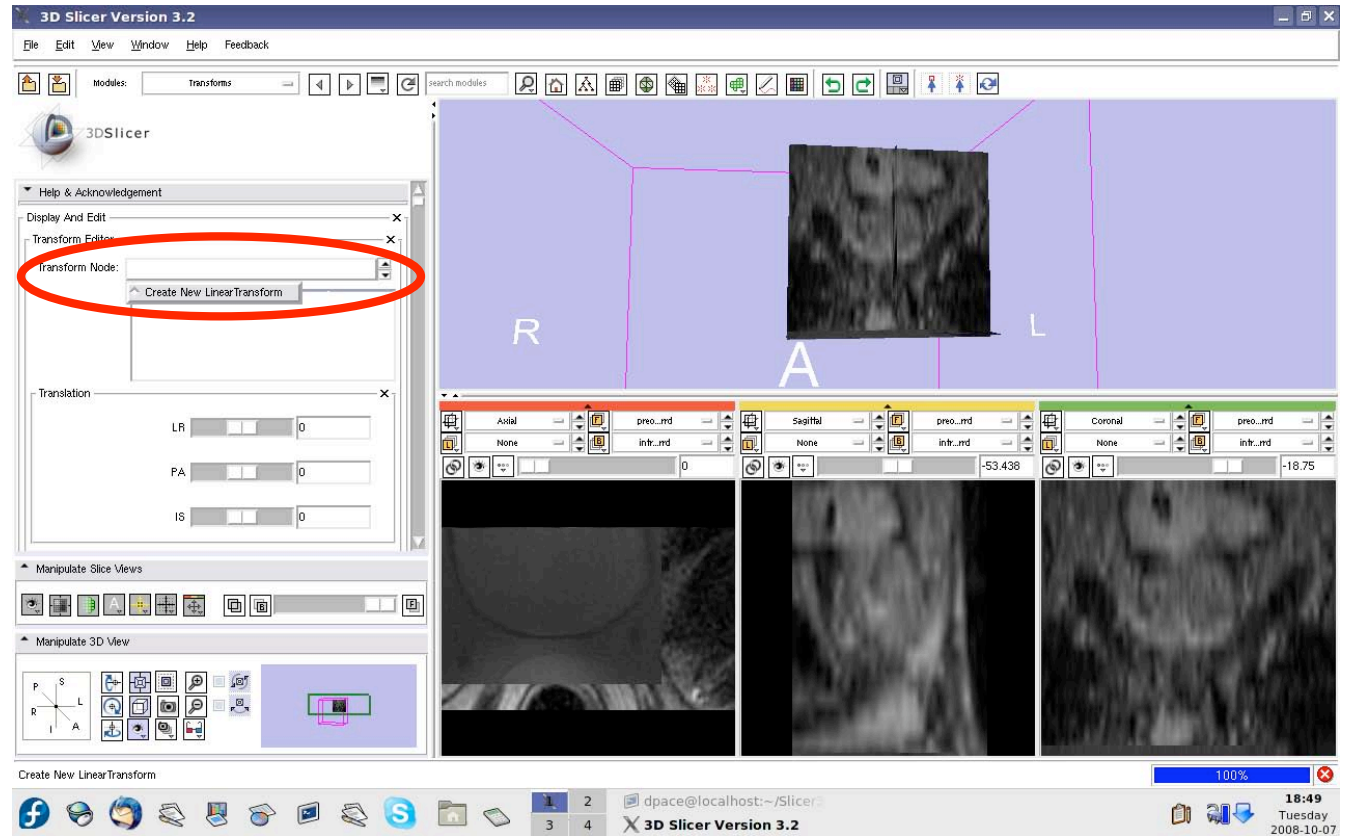 3D Slicer Version 3.2
File Edit View Window Help Feedback
Modules: Transforms search modules
3DSlicer
Help & Acknowledgement
Display And Edit
Transform Editor
Transform Node:
Create New LinearTransform
Translation
LR 0
PA 0
IS 0
Manipulate Slice Views
Manipulate 3D View
P S
R L
I A
R A L
Axial preo...rrd
None intr...rrd
0
Sagittal preo...rrd
None intr...rrd
-53.438
Coronal preo...rrd
None intr...rrd
-18.75
Create New LinearTransform
100%
1 2
3 4
dpace@localhost:~/Slicer3
3D Slicer Version 3.2
18:49
Tuesday
2008-10-07